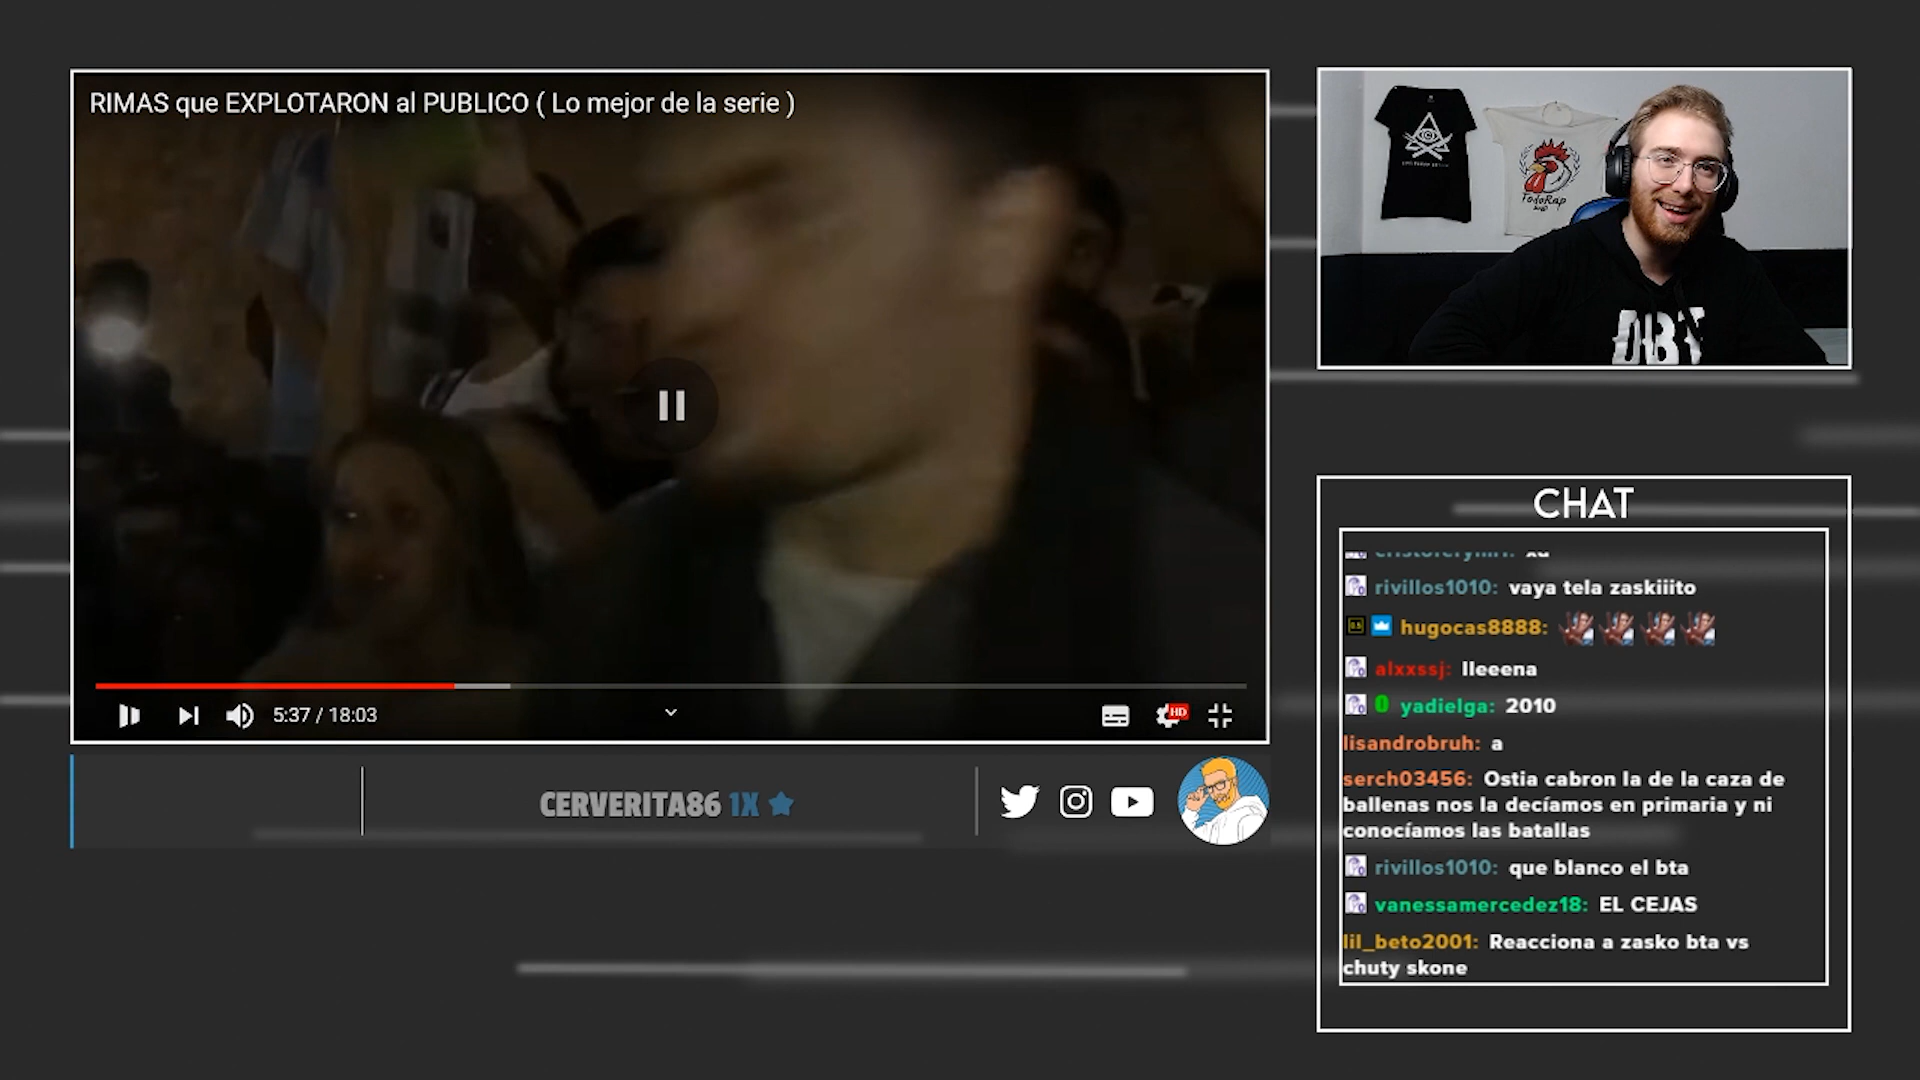 RIMAS que EXPLOTARON al PUBLICO ( Lo mejor de la serie )
TodoRap
DBT
HD
5:37 / 18:03
CERVERITA86 1X
CHAT
rivillos1010: vaya tela zaskiiito
hugocas8888:
alxxssj: lleeena
yadielga: 2010
lisandrobruh: a
serch03456: Ostia cabron la de la caza de
ballenas nos la decíamos en primaria y ni
conocíamos las batallas
rivillos1010: que blanco el bta
vanessamercedez18: EL CEJAS
lil_beto2001: Reacciona a zasko bta vs
chuty skone